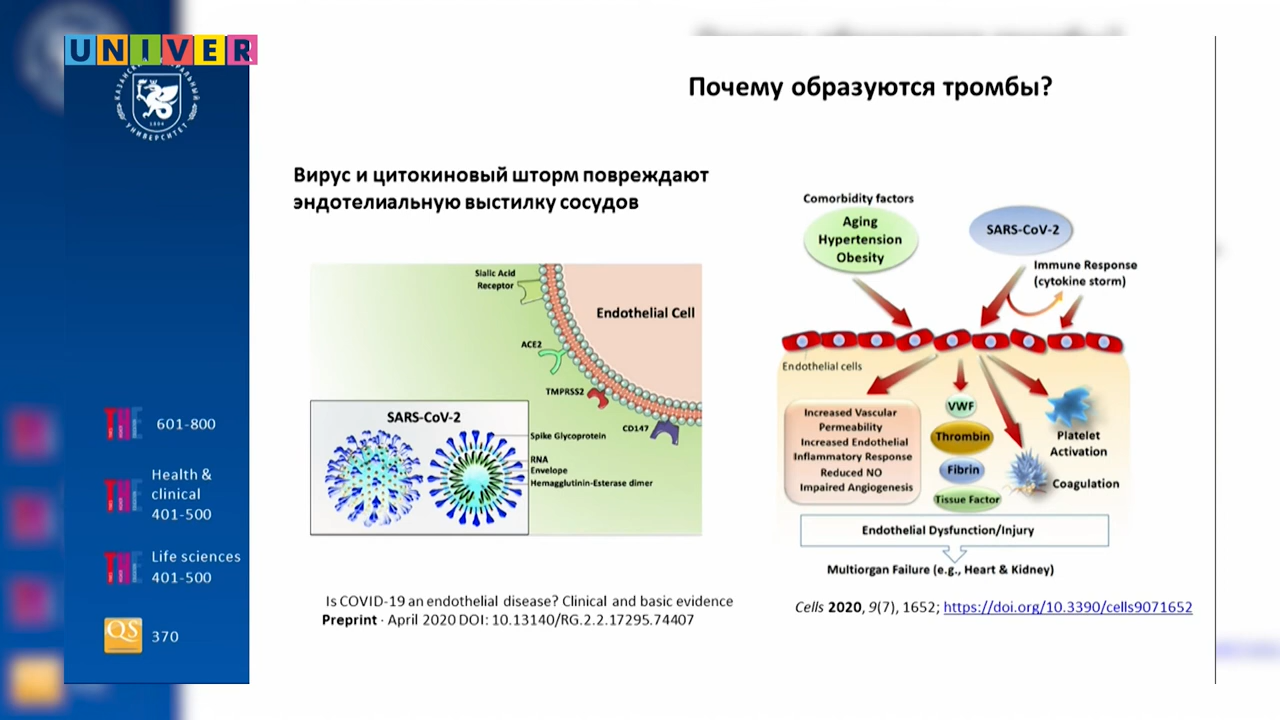 UNIVER
КАЗАНСКИЙ ФЕДЕРАЛЬНЫЙ
УНИВЕРСИТЕТ
1804
601-800
Health &
clinical
401-500
Life sciences
401-500
QS
370
Почему образуются тромбы?
Вирус и цитокиновый шторм повреждают
эндотелиальную выстилку сосудов
Sialic Acid
Receptor
Endothelial Cell
ACE2
TMPRSS2
CD147
SARS-CoV-2
Spike Glycoprotein
RNA
Envelope
Hemagglutinin-Esterase dimer
Is COVID-19 an endothelial disease? Clinical and basic evidence
Preprint · April 2020 DOI: 10.13140/RG.2.2.17295.74407
Comorbidity factors
Aging
Hypertension
Obesity
SARS-CoV-2
Immune Response
(cytokine storm)
Endothelial cells
Increased Vascular
Permeability
Increased Endothelial
Inflammatory Response
Reduced NO
Impaired Angiogenesis
VWF
Thrombin
Fibrin
Tissue Factor
Platelet
Activation
Coagulation
Endothelial Dysfunction/Injury
Multiorgan Failure (e.g., Heart & Kidney)
Cells 2020, 9(7), 1652; https://doi.org/10.3390/cells9071652